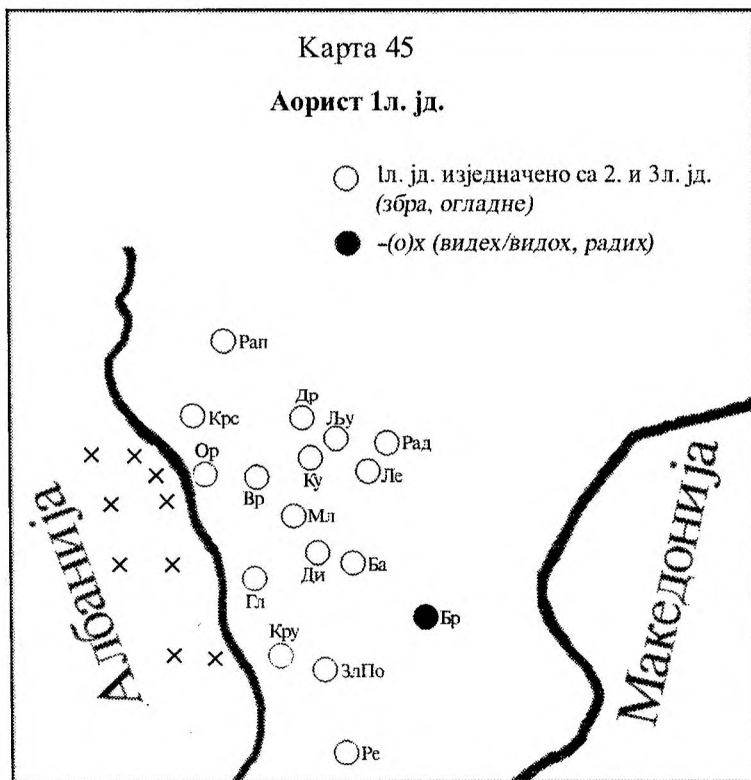 Карта 45
Аорист 1л. јд.
1л. јд. изједначено са 2. и 3л. јд.
(збра, огладне)
-(о)х (видех/видох, радих)
Рап
Крс
Др
Љу
Рад
Ор
Вр
Ку
Ле
Мл
Ди
Ба
Гл
Бр
Кру
ЗлПо
Ре
Албанија
Македонија